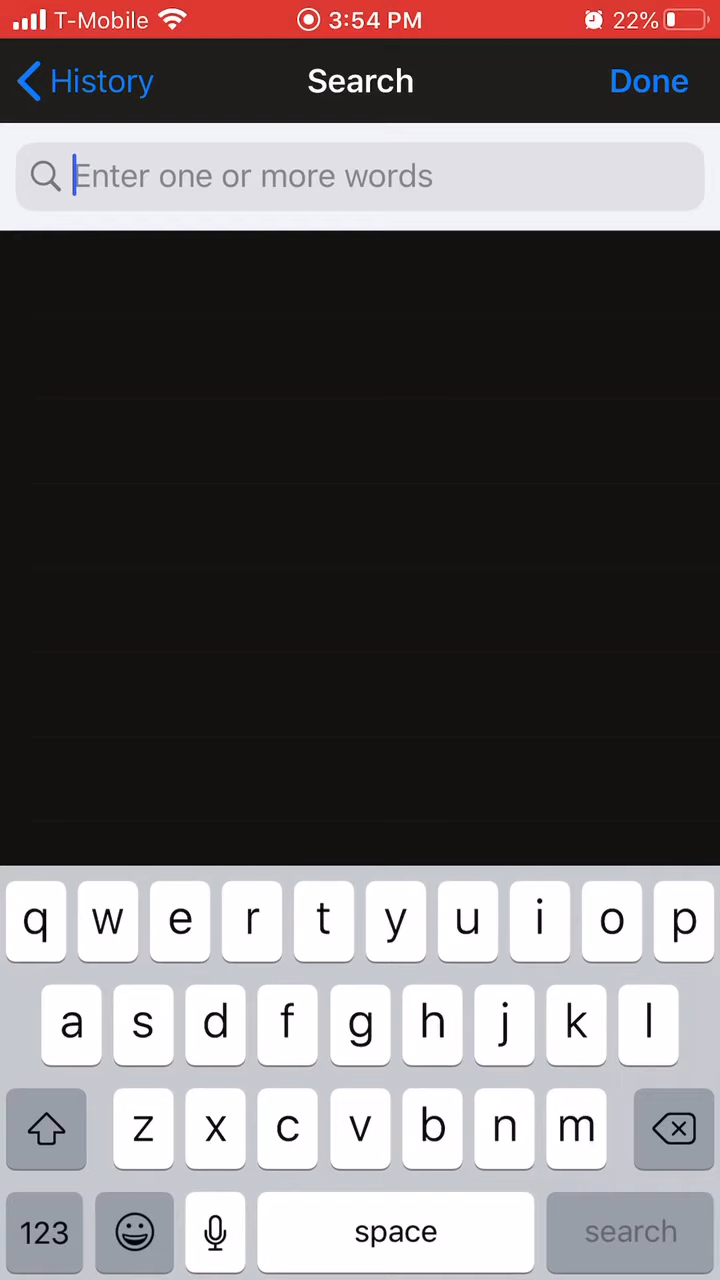 T-Mobile 3:54 PM 22%
History Search Done
Enter one or more words
q w e r t y u i o p
a s d f g h j k l
z x c v b n m
123 space search